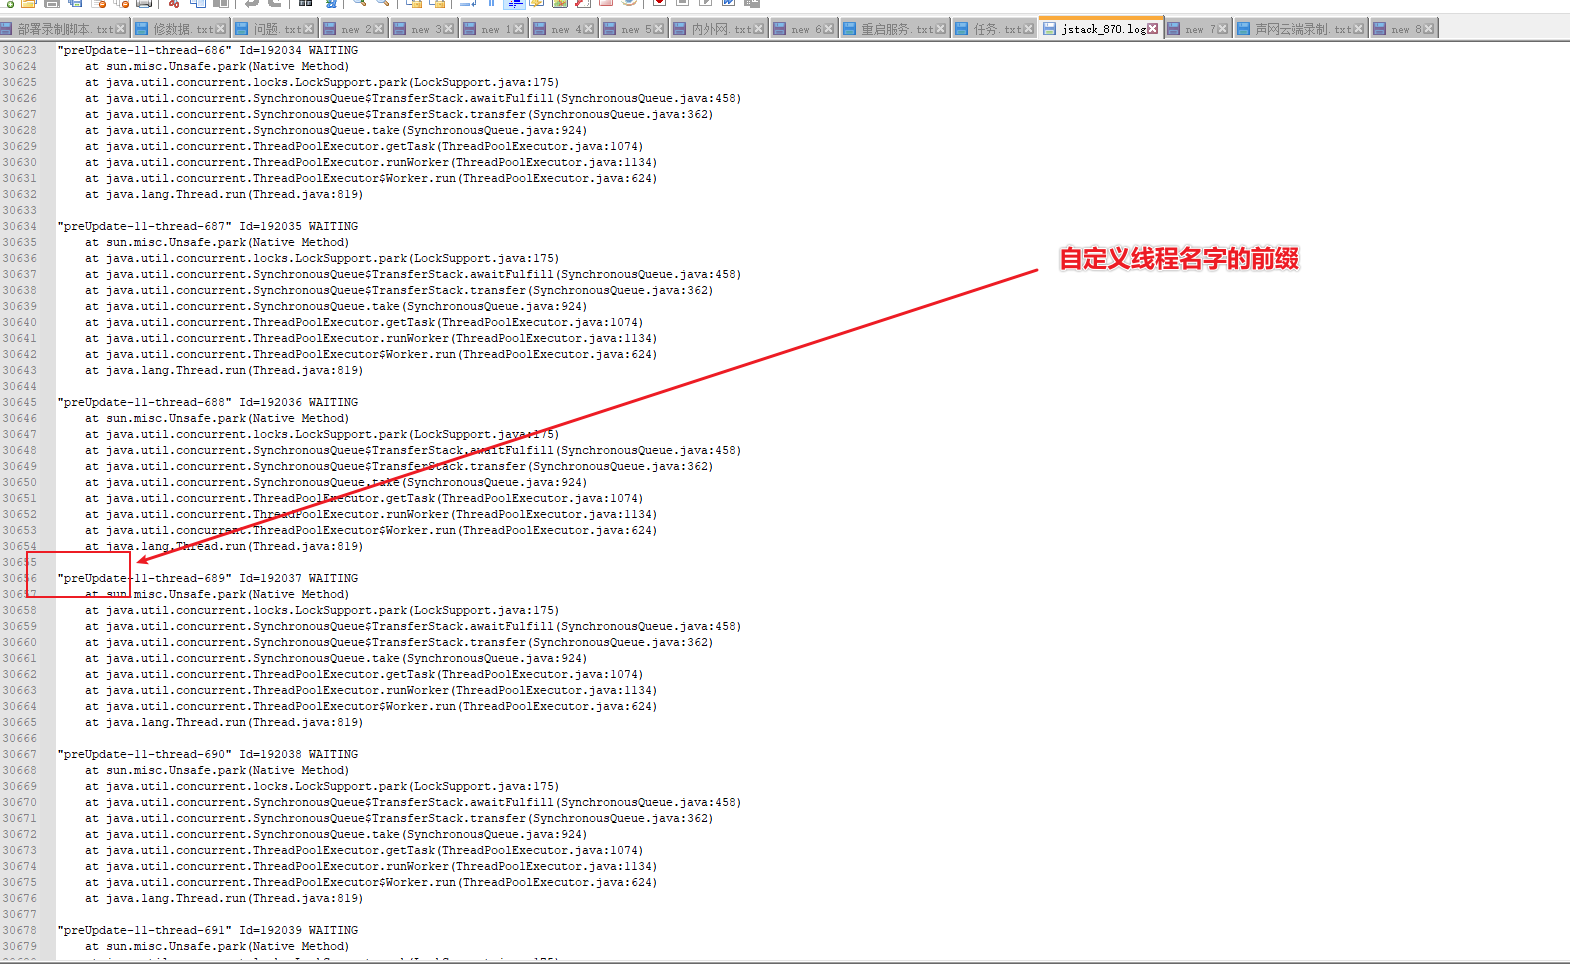 部署录制脚本.txt 修数据.txt 问题.txt new 2 new 3 new 1 new 4 new 5 内外网.txt new 6 重启服务.txt 任务.txt jstack_870.log new 7 声网云端录制.txt new 8
30623 "preUpdate-11-thread-686" Id=192034 WAITING
30624 at sun.misc.Unsafe.park(Native Method)
30625 at java.util.concurrent.locks.LockSupport.park(LockSupport.java:175)
30626 at java.util.concurrent.SynchronousQueue$TransferStack.awaitFulfill(SynchronousQueue.java:458)
30627 at java.util.concurrent.SynchronousQueue$TransferStack.transfer(SynchronousQueue.java:362)
30628 at java.util.concurrent.SynchronousQueue.take(SynchronousQueue.java:924)
30629 at java.util.concurrent.ThreadPoolExecutor.getTask(ThreadPoolExecutor.java:1074)
30630 at java.util.concurrent.ThreadPoolExecutor.runWorker(ThreadPoolExecutor.java:1134)
30631 at java.util.concurrent.ThreadPoolExecutor$Worker.run(ThreadPoolExecutor.java:624)
30632 at java.lang.Thread.run(Thread.java:819)
30633
30634 "preUpdate-11-thread-687" Id=192035 WAITING
30635 at sun.misc.Unsafe.park(Native Method)
自定义线程名字的前缀
30636 at java.util.concurrent.locks.LockSupport.park(LockSupport.java:175)
30637 at java.util.concurrent.SynchronousQueue$TransferStack.awaitFulfill(SynchronousQueue.java:458)
30638 at java.util.concurrent.SynchronousQueue$TransferStack.transfer(SynchronousQueue.java:362)
30639 at java.util.concurrent.SynchronousQueue.take(SynchronousQueue.java:924)
30640 at java.util.concurrent.ThreadPoolExecutor.getTask(ThreadPoolExecutor.java:1074)
30641 at java.util.concurrent.ThreadPoolExecutor.runWorker(ThreadPoolExecutor.java:1134)
30642 at java.util.concurrent.ThreadPoolExecutor$Worker.run(ThreadPoolExecutor.java:624)
30643 at java.lang.Thread.run(Thread.java:819)
30644
30645 "preUpdate-11-thread-688" Id=192036 WAITING
30646 at sun.misc.Unsafe.park(Native Method)
30647 at java.util.concurrent.locks.LockSupport.park(LockSupport.java:175)
30648 at java.util.concurrent.SynchronousQueue$TransferStack.awaitFulfill(SynchronousQueue.java:458)
30649 at java.util.concurrent.SynchronousQueue$TransferStack.transfer(SynchronousQueue.java:362)
30650 at java.util.concurrent.SynchronousQueue.take(SynchronousQueue.java:924)
30651 at java.util.concurrent.ThreadPoolExecutor.getTask(ThreadPoolExecutor.java:1074)
30652 at java.util.concurrent.ThreadPoolExecutor.runWorker(ThreadPoolExecutor.java:1134)
30653 at java.util.concurrent.ThreadPoolExecutor$Worker.run(ThreadPoolExecutor.java:624)
30654 at java.lang.Thread.run(Thread.java:819)
30655
30656 "preUpdate-11-thread-689" Id=192037 WAITING
30657 at sun.misc.Unsafe.park(Native Method)
30658 at java.util.concurrent.locks.LockSupport.park(LockSupport.java:175)
30659 at java.util.concurrent.SynchronousQueue$TransferStack.awaitFulfill(SynchronousQueue.java:458)
30660 at java.util.concurrent.SynchronousQueue$TransferStack.transfer(SynchronousQueue.java:362)
30661 at java.util.concurrent.SynchronousQueue.take(SynchronousQueue.java:924)
30662 at java.util.concurrent.ThreadPoolExecutor.getTask(ThreadPoolExecutor.java:1074)
30663 at java.util.concurrent.ThreadPoolExecutor.runWorker(ThreadPoolExecutor.java:1134)
30664 at java.util.concurrent.ThreadPoolExecutor$Worker.run(ThreadPoolExecutor.java:624)
30665 at java.lang.Thread.run(Thread.java:819)
30666
30667 "preUpdate-11-thread-690" Id=192038 WAITING
30668 at sun.misc.Unsafe.park(Native Method)
30669 at java.util.concurrent.locks.LockSupport.park(LockSupport.java:175)
30670 at java.util.concurrent.SynchronousQueue$TransferStack.awaitFulfill(SynchronousQueue.java:458)
30671 at java.util.concurrent.SynchronousQueue$TransferStack.transfer(SynchronousQueue.java:362)
30672 at java.util.concurrent.SynchronousQueue.take(SynchronousQueue.java:924)
30673 at java.util.concurrent.ThreadPoolExecutor.getTask(ThreadPoolExecutor.java:1074)
30674 at java.util.concurrent.ThreadPoolExecutor.runWorker(ThreadPoolExecutor.java:1134)
30675 at java.util.concurrent.ThreadPoolExecutor$Worker.run(ThreadPoolExecutor.java:624)
30676 at java.lang.Thread.run(Thread.java:819)
30677
30678 "preUpdate-11-thread-691" Id=192039 WAITING
30679 at sun.misc.Unsafe.park(Native Method)